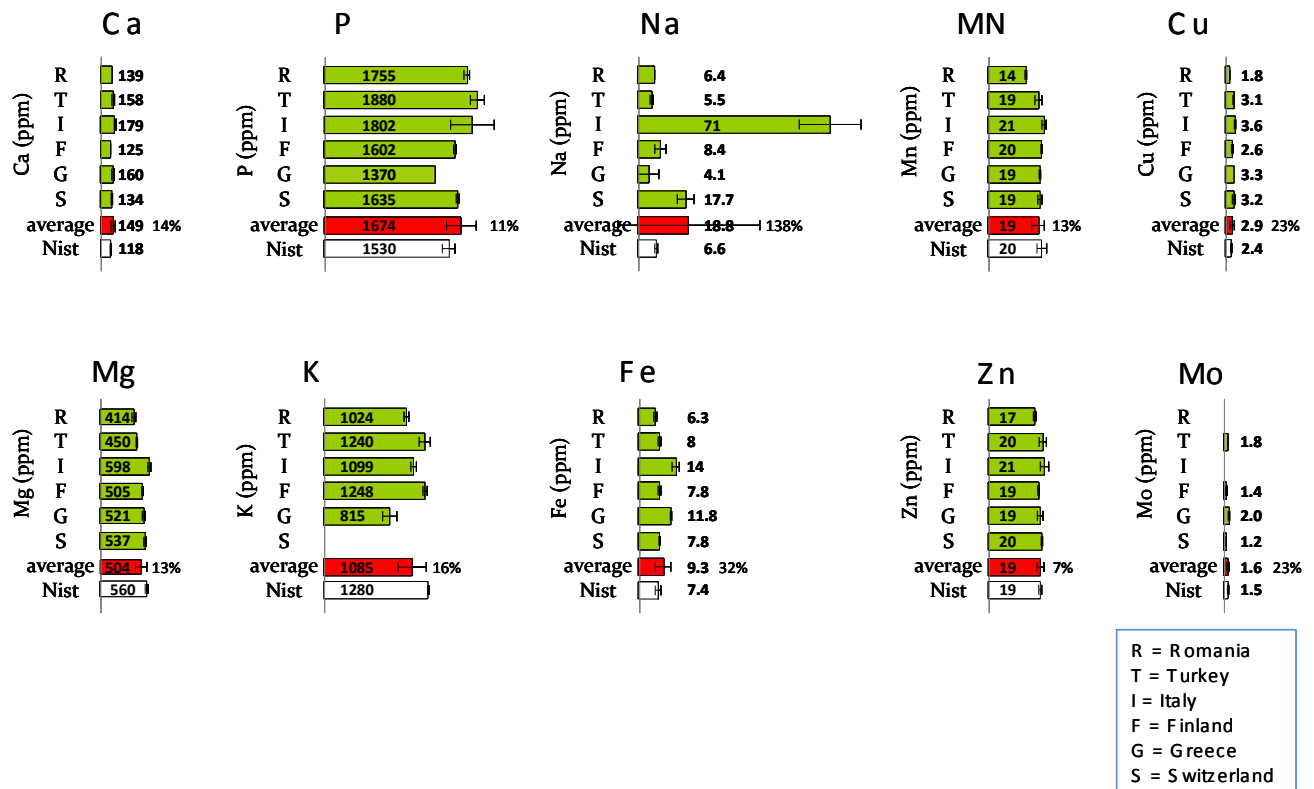 Ca
Ca (ppm)
R 139
T 158
I 179
F 125
G 160
S 134
average 149 14%
Nist 118
P
P (ppm)
R 1755
T 1880
I 1802
F 1602
G 1370
S 1635
average 1674 11%
Nist 1530
Na
Na (ppm)
R 6.4
T 5.5
I 71
F 8.4
G 4.1
S 17.7
average 18.8 138%
Nist 6.6
MN
Mn (ppm)
R 14
T 19
I 21
F 20
G 19
S 19
average 19 13%
Nist 20
Cu
Cu (ppm)
R 1.8
T 3.1
I 3.6
F 2.6
G 3.3
S 3.2
average 2.9 23%
Nist 2.4
Mg
Mg (ppm)
R 414
T 450
I 598
F 505
G 521
S 537
average 504 13%
Nist 560
K
K (ppm)
R 1024
T 1240
I 1099
F 1248
G 815
S
average 1085 16%
Nist 1280
Fe
Fe (ppm)
R 6.3
T 8
I 14
F 7.8
G 11.8
S 7.8
average 9.3 32%
Nist 7.4
Zn
Zn (ppm)
R 17
T 20
I 21
F 19
G 19
S 20
average 19 7%
Nist 19
Mo
Mo (ppm)
R
T 1.8
I
F 1.4
G 2.0
S 1.2
average 1.6 23%
Nist 1.5
R = Romania
T = Turkey
I = Italy
F = Finland
G = Greece
S = Switzerland